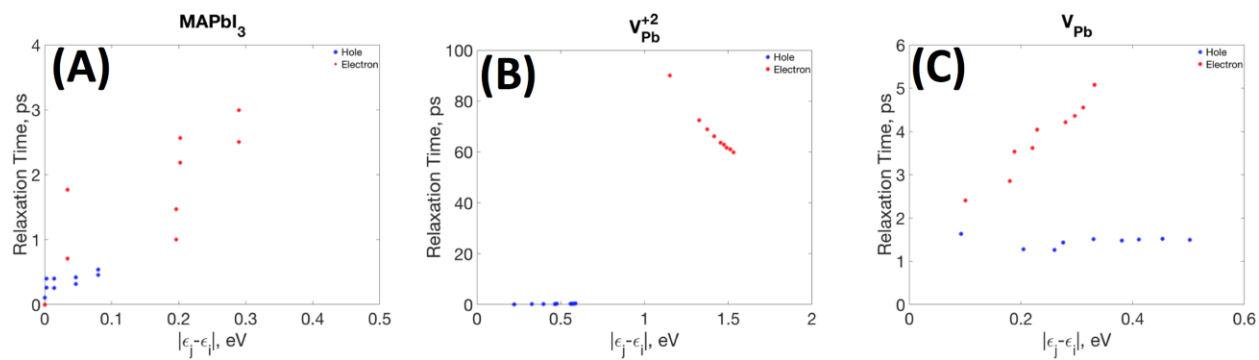 MAPbI3
(A)
Hole
Electron
Relaxation Time, ps
4
3
2
1
0
0 0.1 0.2 0.3 0.4 0.5
|ϵj-ϵi|, eV
V+2Pb
(B)
Hole
Electron
Relaxation Time, ps
100
80
60
40
20
0
0 0.5 1 1.5 2
|ϵj-ϵi|, eV
VPb
(C)
Hole
Electron
Relaxation Time, ps
6
5
4
3
2
1
0
0 0.2 0.4 0.6
|ϵj-ϵi|, eV